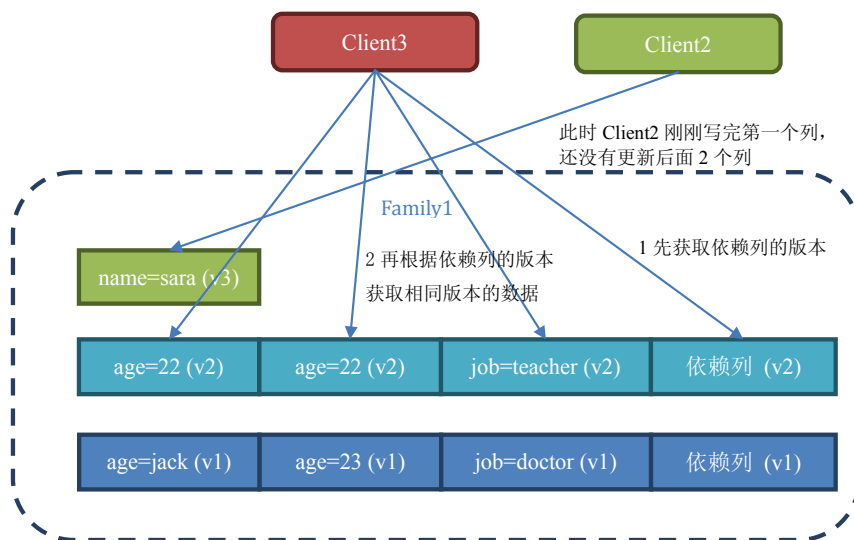 Client3
Client2
此时 Client2 刚刚写完第一个列，
还没有更新后面 2 个列
Family1
1 先获取依赖列的版本
2 再根据依赖列的版本
获取相同版本的数据
name=sara (v3)
age=22 (v2)
age=22 (v2)
job=teacher (v2)
依赖列 (v2)
age=jack (v1)
age=23 (v1)
job=doctor (v1)
依赖列 (v1)